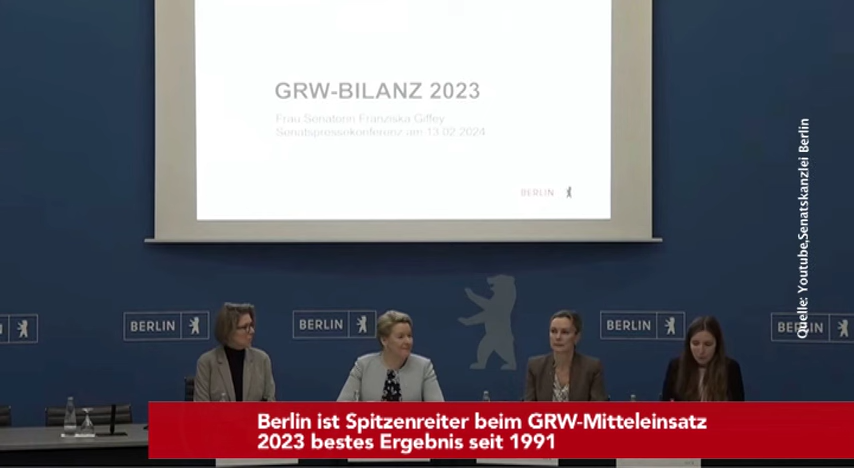 GRW-BILANZ 2023
Frau Senatorin Franziska Giffey
Senatspressekonferenz am 13.02.2024
BERLIN
Quelle: Youtube,Senatskanzlei Berlin
BERLIN
BERLIN
BERLIN
BERLIN
Berlin ist Spitzenreiter beim GRW-Mitteleinsatz
2023 bestes Ergebnis seit 1991